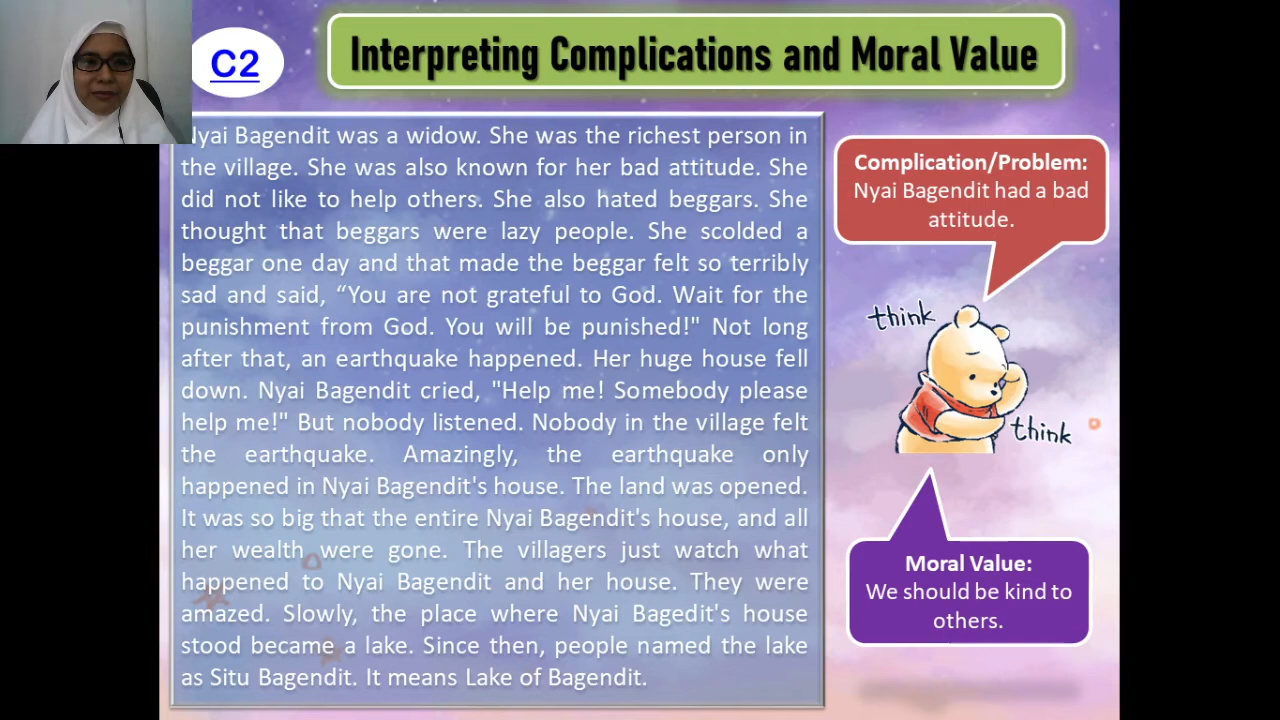 C2
Interpreting Complications and Moral Value
Nyai Bagendit was a widow. She was the richest person in
the village. She was also known for her bad attitude. She
did not like to help others. She also hated beggars. She
thought that beggars were lazy people. She scolded a
beggar one day and that made the beggar felt so terribly
sad and said, “You are not grateful to God. Wait for the
punishment from God. You will be punished!" Not long
after that, an earthquake happened. Her huge house fell
down. Nyai Bagendit cried, "Help me! Somebody please
help me!" But nobody listened. Nobody in the village felt
the earthquake. Amazingly, the earthquake only
happened in Nyai Bagendit's house. The land was opened.
It was so big that the entire Nyai Bagendit's house, and all
her wealth were gone. The villagers just watch what
happened to Nyai Bagendit and her house. They were
amazed. Slowly, the place where Nyai Bagedit's house
stood became a lake. Since then, people named the lake
as Situ Bagendit. It means Lake of Bagendit.
Complication/Problem:
Nyai Bagendit had a bad
attitude.
think
think
Moral Value:
We should be kind to
others.